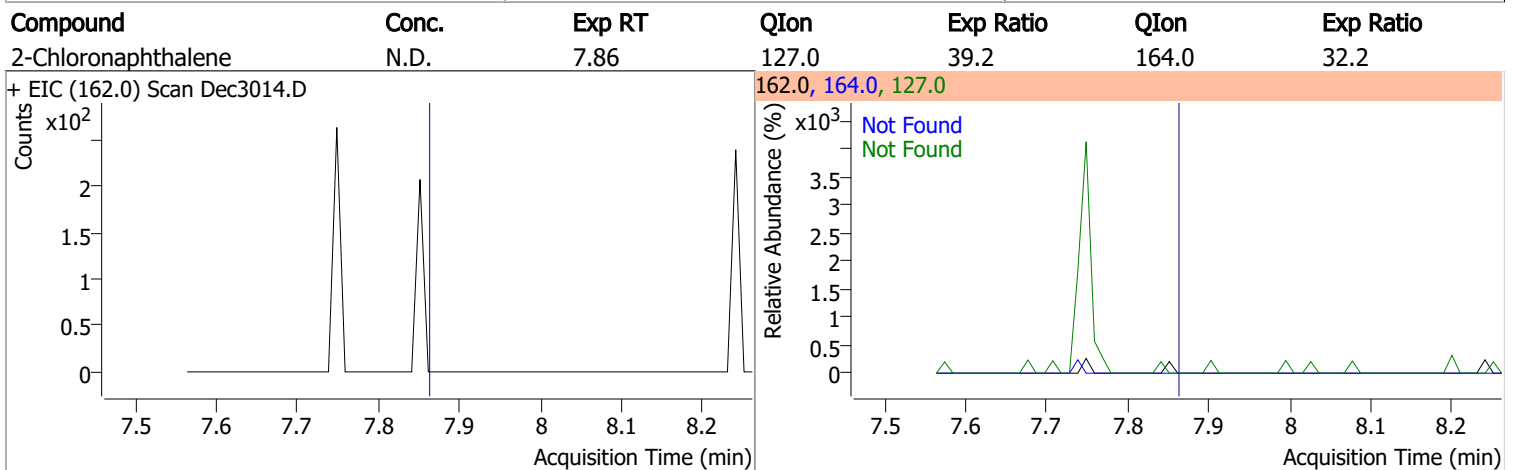 Compound Conc. Exp RT QIon Exp Ratio QIon Exp Ratio
2-Chloronaphthalene N.D. 7.86 127.0 39.2 164.0 32.2
+ EIC (162.0) Scan Dec3014.D
Counts
x10²
2
1.5
1
0.5
0
7.5 7.6 7.7 7.8 7.9 8 8.1 8.2
Acquisition Time (min)
162.0, 164.0, 127.0
Relative Abundance (%)
x10³
Not Found
Not Found
3.5
3
2.5
2
1.5
1
0.5
0
7.5 7.6 7.7 7.8 7.9 8 8.1 8.2
Acquisition Time (min)